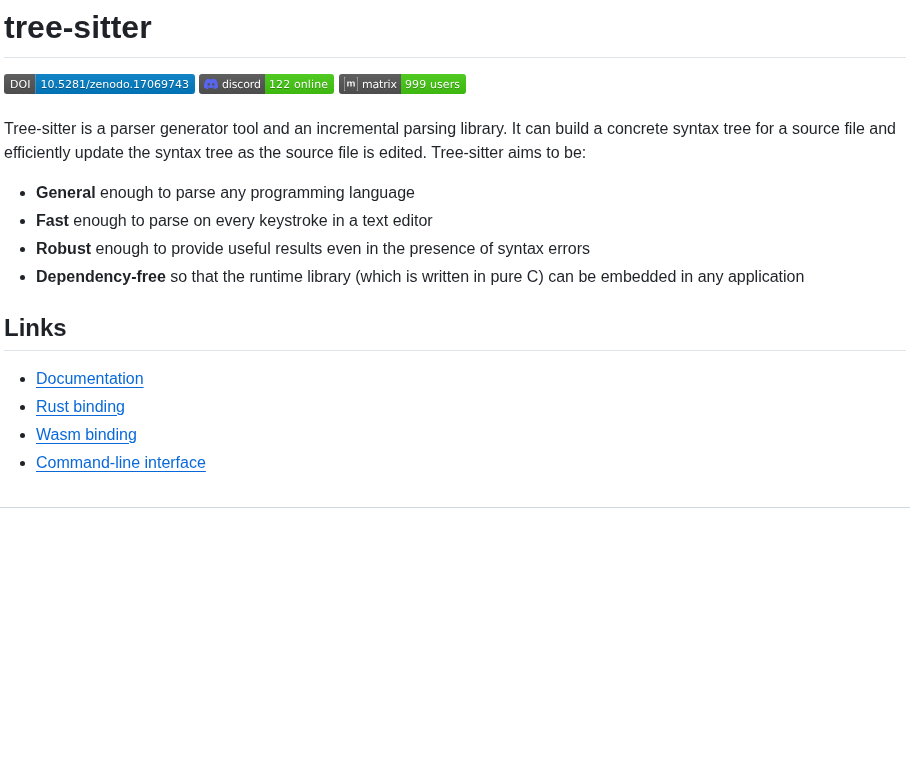 tree-sitter
DOI 10.5281/zenodo.17069743 discord 122 online m matrix 999 users
Tree-sitter is a parser generator tool and an incremental parsing library. It can build a concrete syntax tree for a source file and
efficiently update the syntax tree as the source file is edited. Tree-sitter aims to be:
General enough to parse any programming language
Fast enough to parse on every keystroke in a text editor
Robust enough to provide useful results even in the presence of syntax errors
Dependency-free so that the runtime library (which is written in pure C) can be embedded in any application
Links
Documentation
Rust binding
Wasm binding
Command-line interface